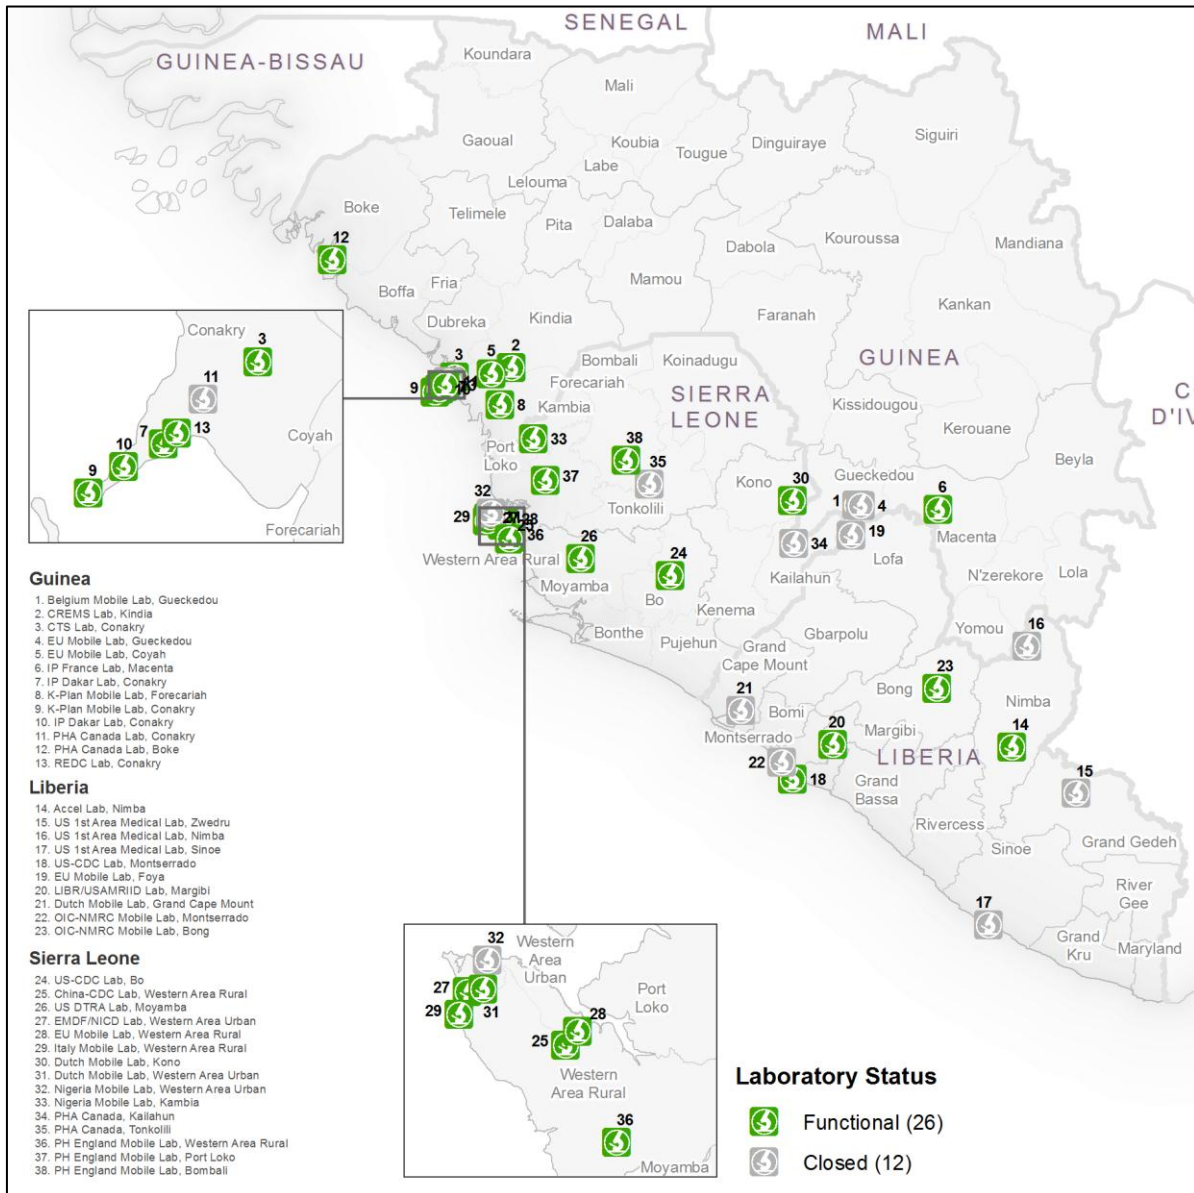 SENEGAL
MALI
GUINEA-BISSAU
Koundara
Mali
Gaoual
Koubia
Tougue
Dinguiraye
Siguiri
Labe
Lelouma
Boke
Telimele
Pita
Dalaba
Dabola
Kouroussa
Mandiana
12
Fria
Boffa
Mamou
Kankan
Dubreka
Kindia
Faranah
GUINEA
Bombali
Koinadugu
Forecariah
SIERRA
LEONE
Kissidougou
C
D'IV
Kerouane
Beyla
3
5
2
9
10
8
Kambia
33
Port
Loko
38
35
37
Tonkolili
Kono
30
Gueckedou
1
4
6
Macenta
32
29
28
36
Western Area Rural
26
Moyamba
24
Bo
34
Kailahun
19
Lofa
N'zerekore
Lola
Kenema
Bonthe
Pujehun
Gbarpolu
Grand
Cape Mount
Yomou
16
21
Bomi
Bong
23
Nimba
Montserrado
20
Margibi
14
22
18
LIBERIA
Grand
Bassa
15
Rivercess
Sinoe
Grand Gedeh
River
Gee
17
Grand
Kru
Maryland
Conakry
3
11
Coyah
7
13
10
9
Forecariah
Guinea
1. Belgium Mobile Lab, Gueckedou
2. CREMS Lab, Kindia
3. CTS Lab, Conakry
4. EU Mobile Lab, Gueckedou
5. EU Mobile Lab, Coyah
6. IP France Lab, Macenta
7. IP Dakar Lab, Conakry
8. K-Plan Mobile Lab, Forecariah
9. K-Plan Mobile Lab, Conakry
10. IP Dakar Lab, Conakry
11. PHA Canada Lab, Conakry
12. PHA Canada Lab, Boke
13. REDC Lab, Conakry
Liberia
14. Accel Lab, Nimba
15. US 1st Area Medical Lab, Zwedru
16. US 1st Area Medical Lab, Nimba
17. US 1st Area Medical Lab, Sinoe
18. US-CDC Lab, Montserrado
19. EU Mobile Lab, Foya
20. LIBR/USAMRIID Lab, Margibi
21. Dutch Mobile Lab, Grand Cape Mount
22. OIC-NMRC Mobile Lab, Montserrado
23. OIC-NMRC Mobile Lab, Bong
Sierra Leone
24. US-CDC Lab, Bo
25. China-CDC Lab, Western Area Rural
26. US DTRA Lab, Moyamba
27. EMDF/NICD Lab, Western Area Urban
28. EU Mobile Lab, Western Area Rural
29. Italy Mobile Lab, Western Area Rural
30. Dutch Mobile Lab, Kono
31. Dutch Mobile Lab, Western Area Urban
32. Nigeria Mobile Lab, Western Area Urban
33. Nigeria Mobile Lab, Kambia
34. PHA Canada, Kailahun
35. PHA Canada, Tonkolili
36. PH England Mobile Lab, Western Area Rural
37. PH England Mobile Lab, Port Loko
38. PH England Mobile Lab, Bombali
32
Western
Area
Urban
27
29
31
Port
Loko
28
25
Western
Area Rural
36
Moyamba
Laboratory Status
Functional (26)
Closed (12)